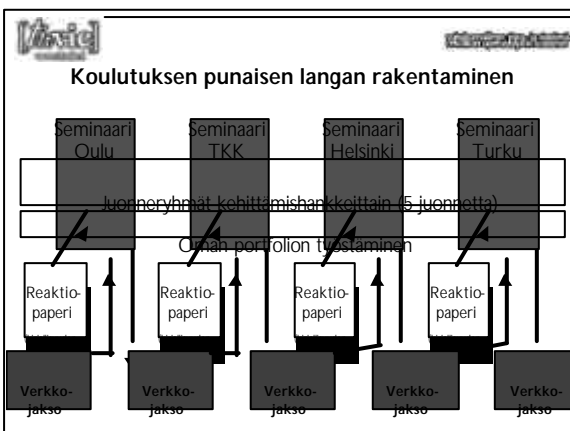 Koulutuksen punaisen langan rakentaminen
Seminaari Seminaari Seminaari Seminaari
Oulu TKK Helsinki Turku
Juonneryhmät kehittämishankkeittain (5 juonnetta)
Oman portfolion työstäminen
Reaktio- Reaktio- Reaktio- Reaktio-
paperi paperi paperi paperi
Verkko- Verkko- Verkko- Verkko- Verkko-
jakso jakso jakso jakso jakso